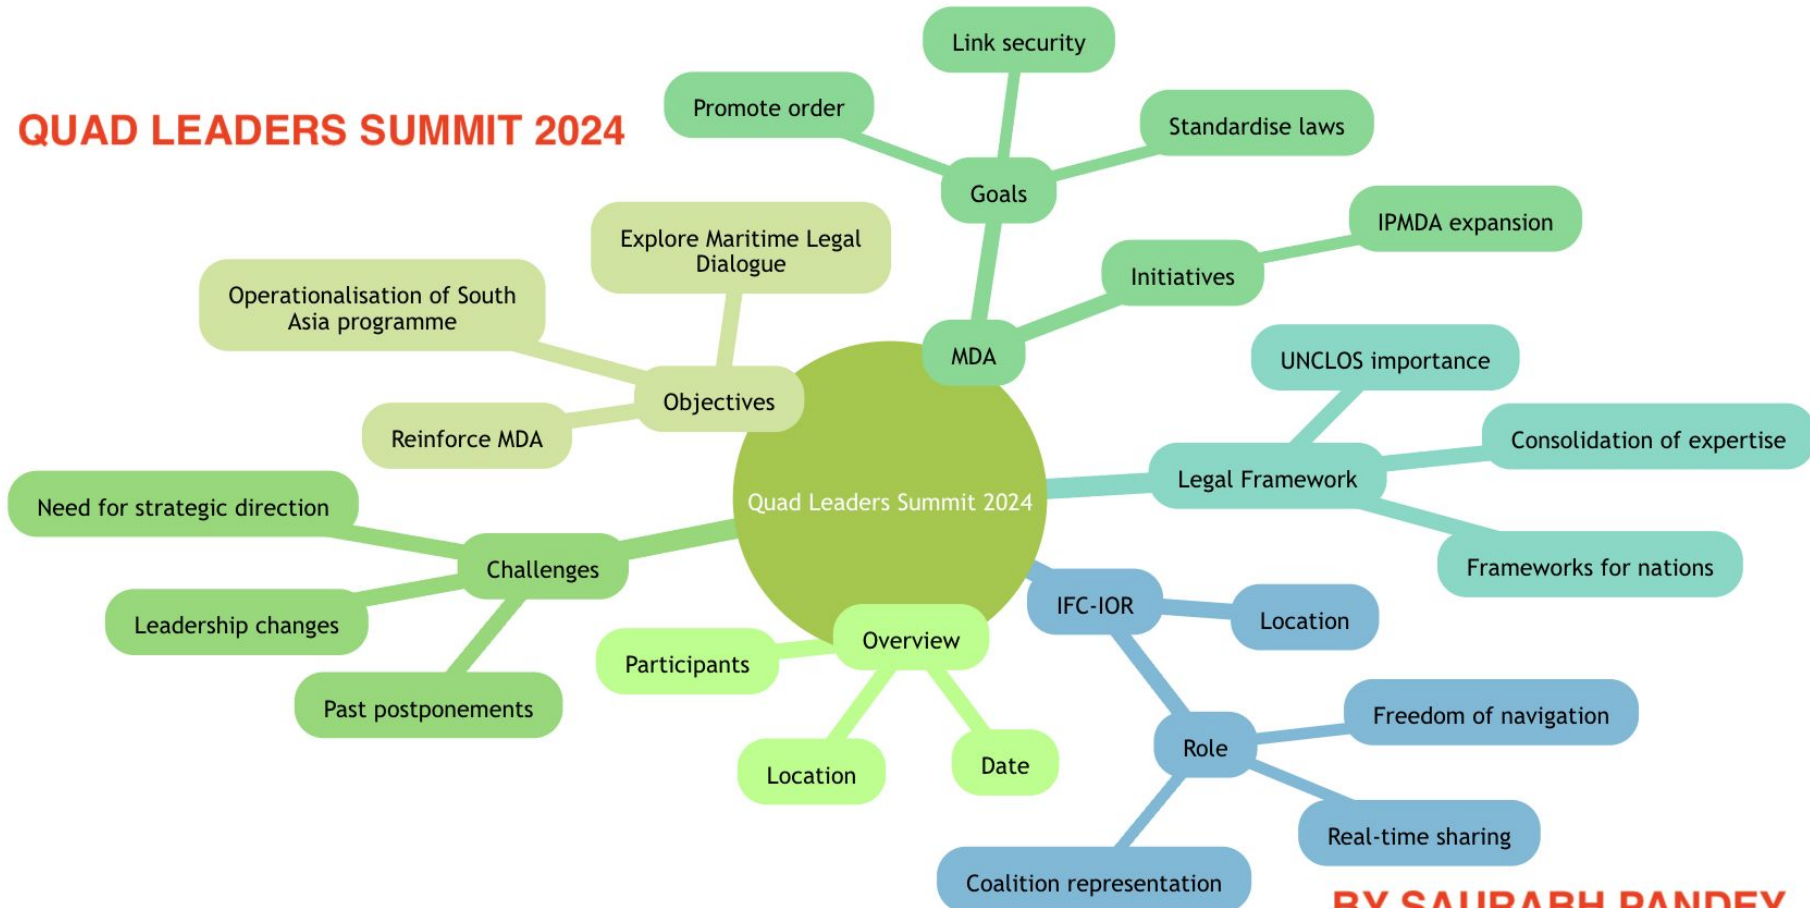 QUAD LEADERS SUMMIT 2024
Link security
Promote order
Standardise laws
Goals
IPMDA expansion
Initiatives
MDA
Explore Maritime Legal
Dialogue
Operationalisation of South
Asia programme
Objectives
Reinforce MDA
UNCLOS importance
Consolidation of expertise
Legal Framework
Frameworks for nations
Quad Leaders Summit 2024
Need for strategic direction
Challenges
Leadership changes
Past postponements
Overview
Participants
Location
Date
IFC-IOR
Location
Role
Freedom of navigation
Real-time sharing
Coalition representation
BY SAURABH PANDEY